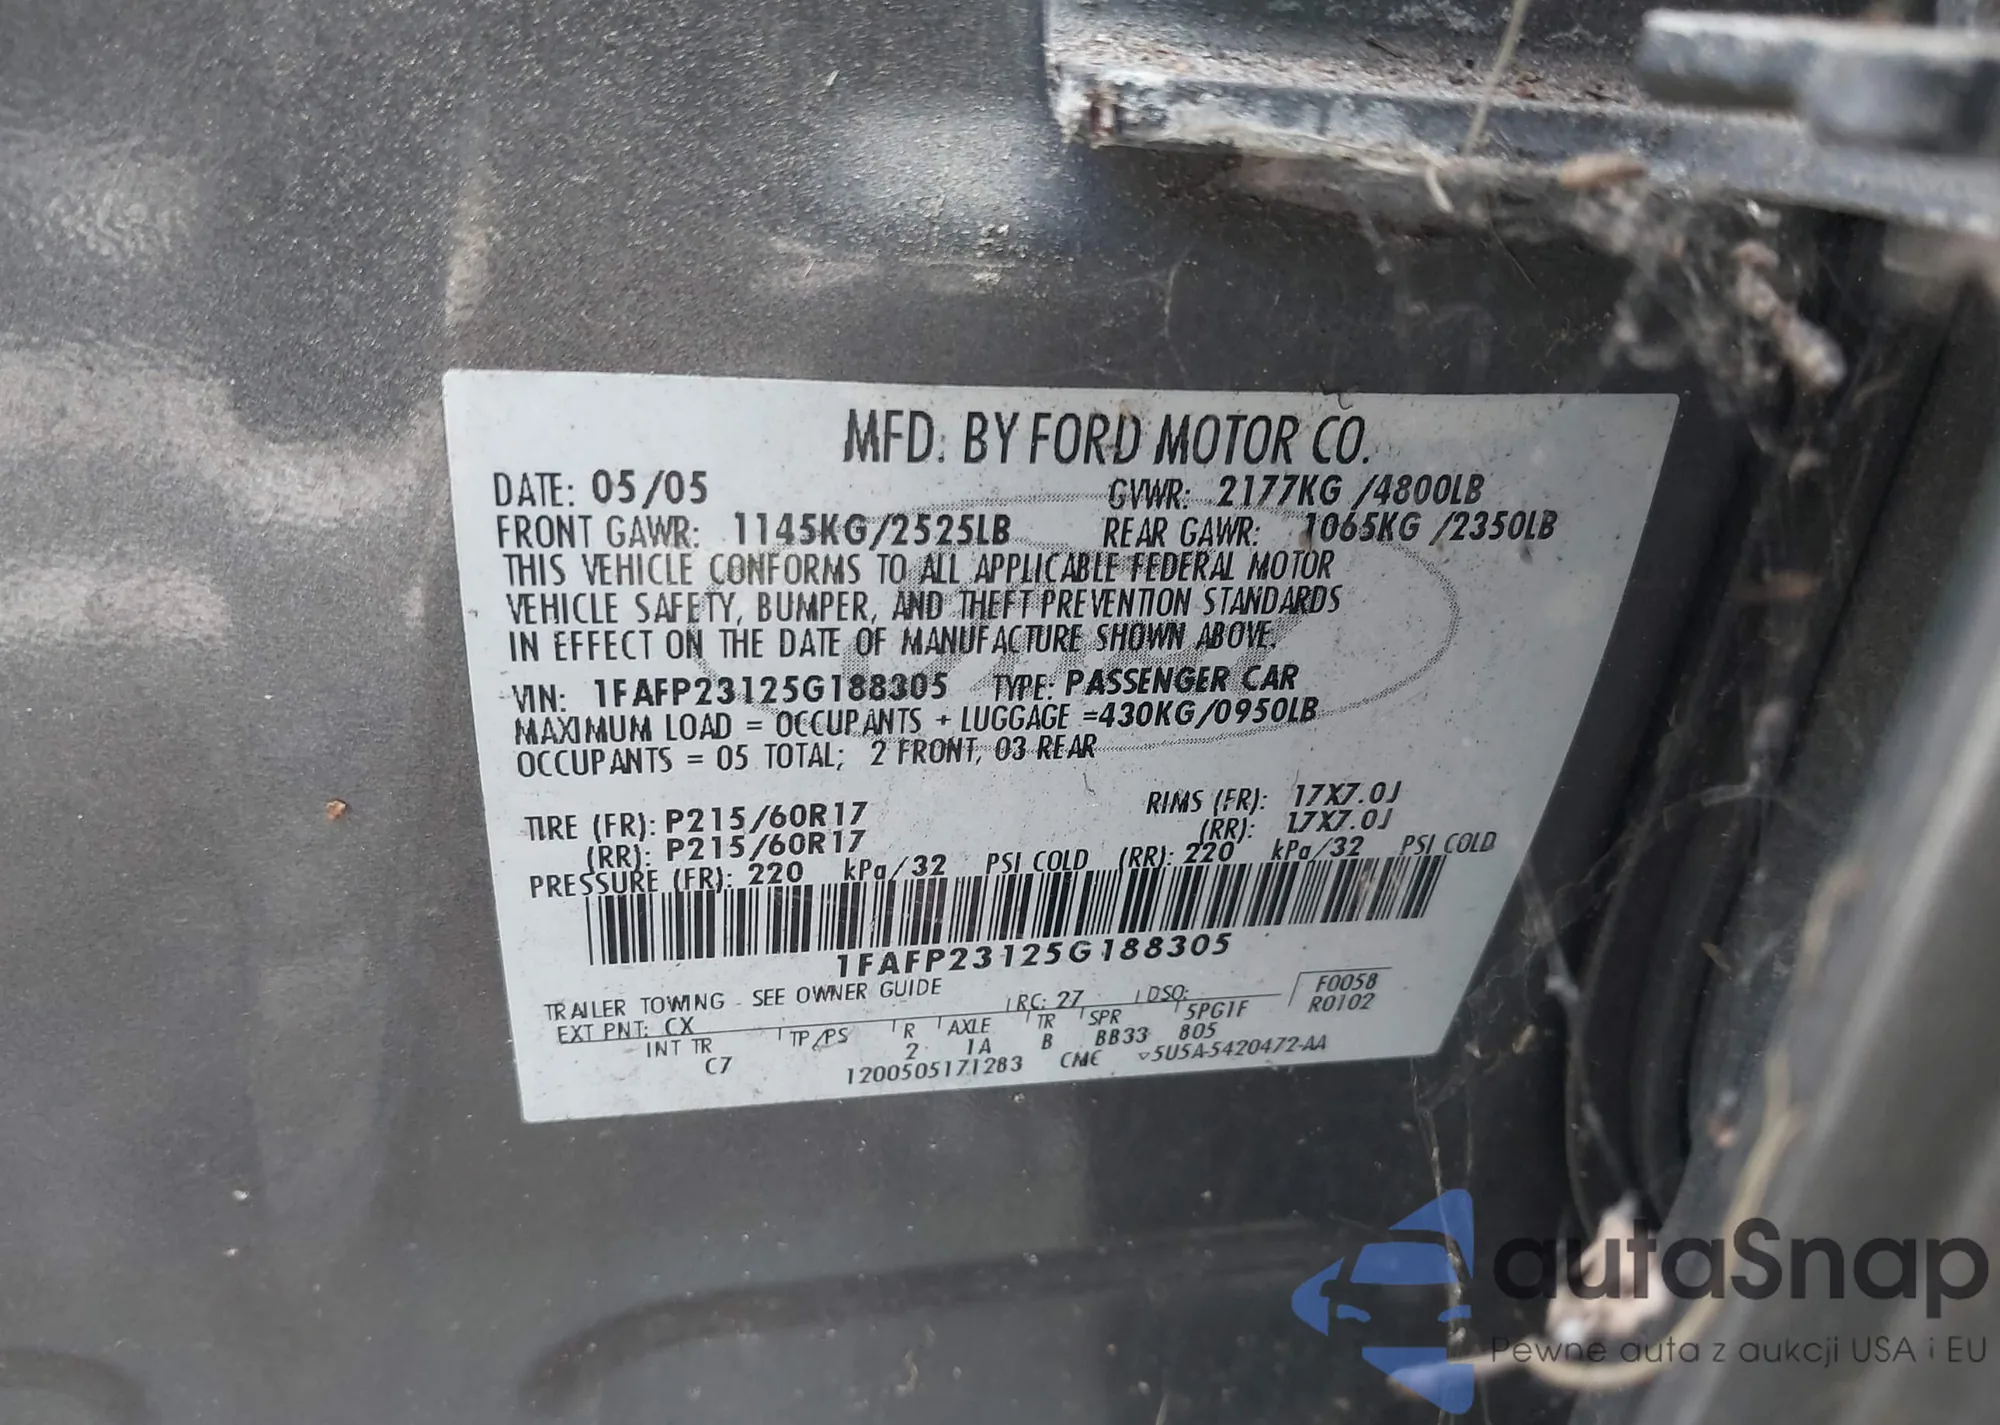 MFD. BY FORD MOTOR CO.
DATE: 05/05 GVWR: 2177KG /4800LB
FRONT GAWR: 1145KG/2525LB REAR GAWR: 1065KG /2350LB
THIS VEHICLE CONFORMS TO ALL APPLICABLE FEDERAL MOTOR
VEHICLE SAFETY, BUMPER, AND THEFT PREVENTION STANDARDS
IN EFFECT ON THE DATE OF MANUFACTURE SHOWN ABOVE.
VIN: 1FAFP23125G188305 TYPE: PASSENGER CAR
MAXIMUM LOAD = OCCUPANTS + LUGGAGE =430KG/0950LB
OCCUPANTS = 05 TOTAL; 2 FRONT, 03 REAR
TIRE (FR): P215/60R17 RIMS (FR): 17X7.0J
(RR): P215/60R17 (RR): 17X7.0J
PRESSURE (FR): 220 kPa/32 PSI COLD (RR): 220 kPa/32 PSI COLD
1FAFP23125G188305
TRAILER TOWING - SEE OWNER GUIDE
EXT PNT: CX RC: 27 DSO: F0058
R0102
INT TR TP/PS R AXLE TR SPR 5PG1F
C7 2 1A B BB33 805
1200505171283 CMC ▽5U5A-5420472-AA
autaSnap
Pewne auta z aukcji USA i EU